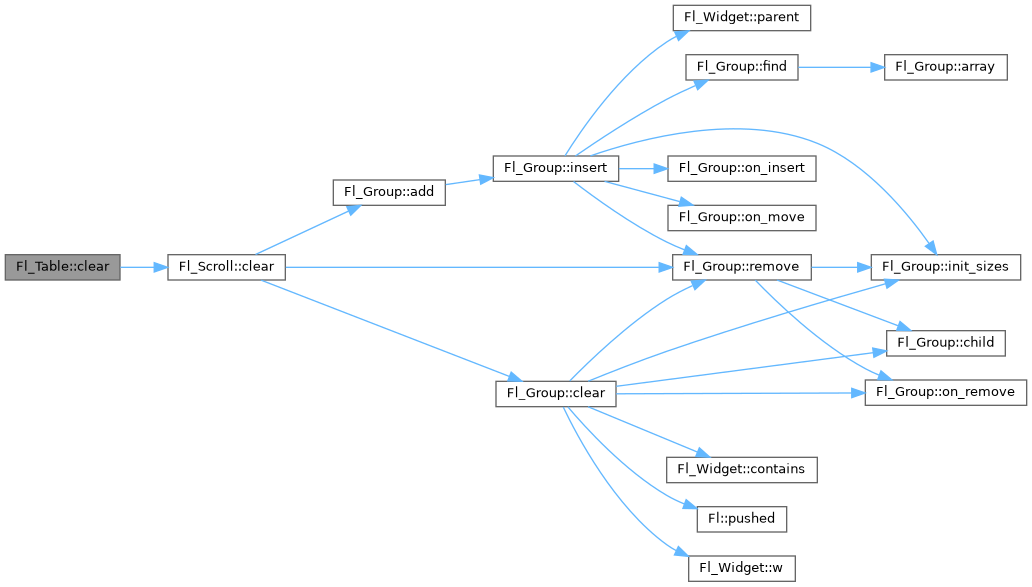 Fl_Table::clear
Fl_Scroll::clear
Fl_Group::add
Fl_Group::insert
Fl_Widget::parent
Fl_Group::find
Fl_Group::array
Fl_Group::on_insert
Fl_Group::on_move
Fl_Group::remove
Fl_Group::init_sizes
Fl_Group::child
Fl_Group::on_remove
Fl_Group::clear
Fl_Widget::contains
Fl::pushed
Fl_Widget::w